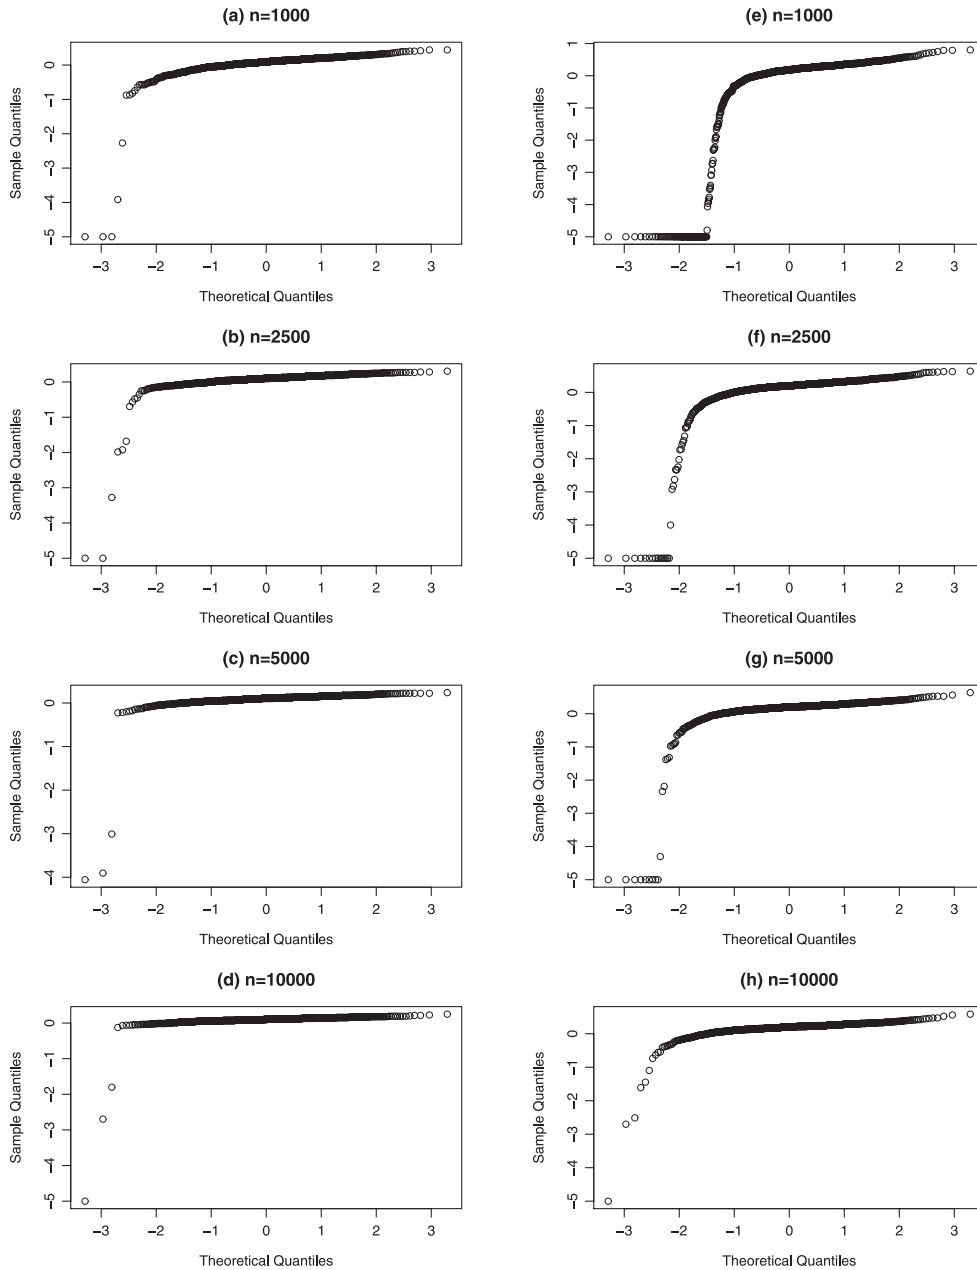 (a) n=1000
Sample Quantiles
0
−1
−2
−3
−4
−5
−3 −2 −1 0 1 2 3
Theoretical Quantiles
(e) n=1000
Sample Quantiles
1
0
−1
−2
−3
−4
−5
−3 −2 −1 0 1 2 3
Theoretical Quantiles
(b) n=2500
Sample Quantiles
0
−1
−2
−3
−4
−5
−3 −2 −1 0 1 2 3
Theoretical Quantiles
(f) n=2500
Sample Quantiles
0
−1
−2
−3
−4
−5
−3 −2 −1 0 1 2 3
Theoretical Quantiles
(c) n=5000
Sample Quantiles
0
−1
−2
−3
−4
−3 −2 −1 0 1 2 3
Theoretical Quantiles
(g) n=5000
Sample Quantiles
0
−1
−2
−3
−4
−5
−3 −2 −1 0 1 2 3
Theoretical Quantiles
(d) n=10000
Sample Quantiles
0
−1
−2
−3
−4
−5
−3 −2 −1 0 1 2 3
Theoretical Quantiles
(h) n=10000
Sample Quantiles
0
−1
−2
−3
−4
−5
−3 −2 −1 0 1 2 3
Theoretical Quantiles